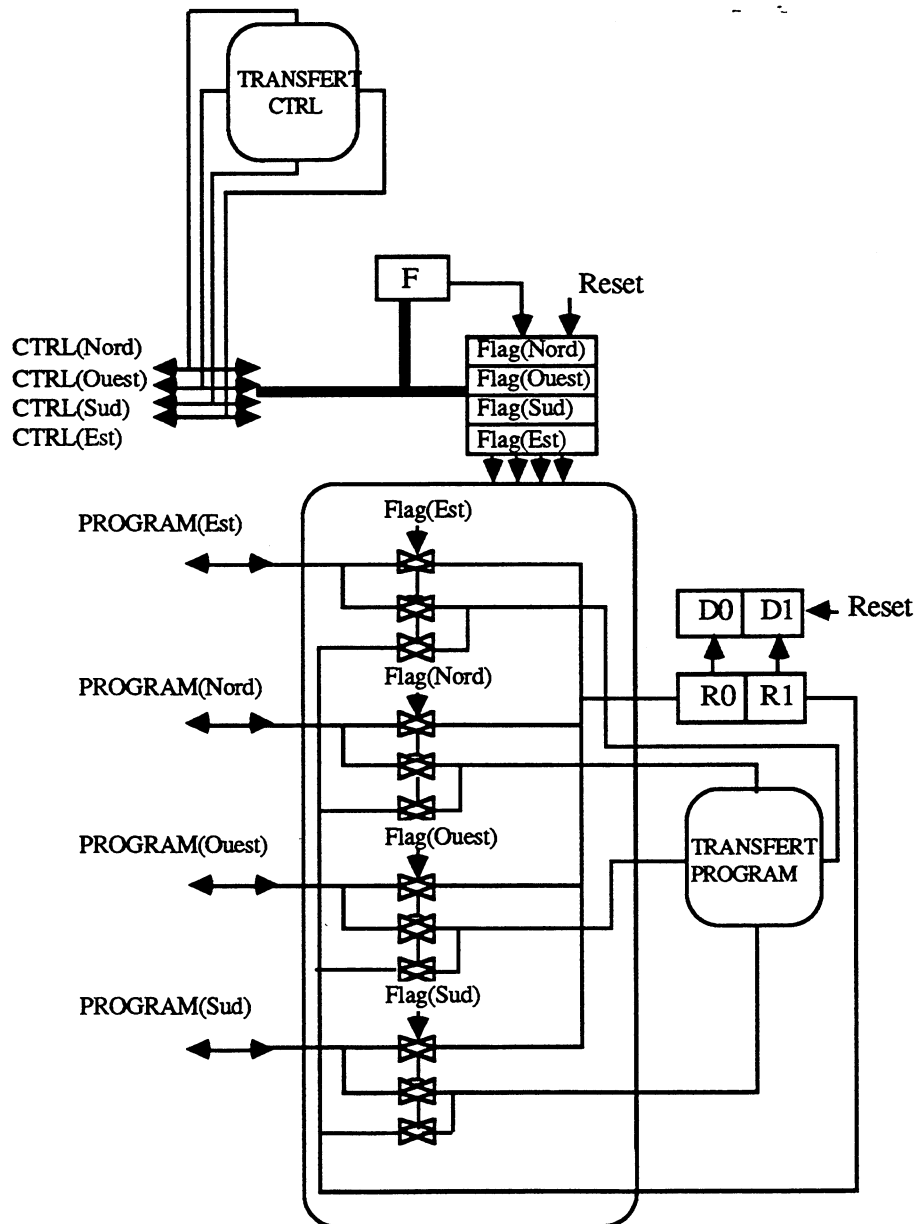 TRANSFERT
CTRL
F
Reset
CTRL(Nord)
CTRL(Ouest)
CTRL(Sud)
CTRL(Est)
Flag(Nord)
Flag(Ouest)
Flag(Sud)
Flag(Est)
PROGRAM(Est)
Flag(Est)
D0 D1
Reset
R0 R1
PROGRAM(Nord)
Flag(Nord)
PROGRAM(Ouest)
Flag(Ouest)
TRANSFERT
PROGRAM
PROGRAM(Sud)
Flag(Sud)